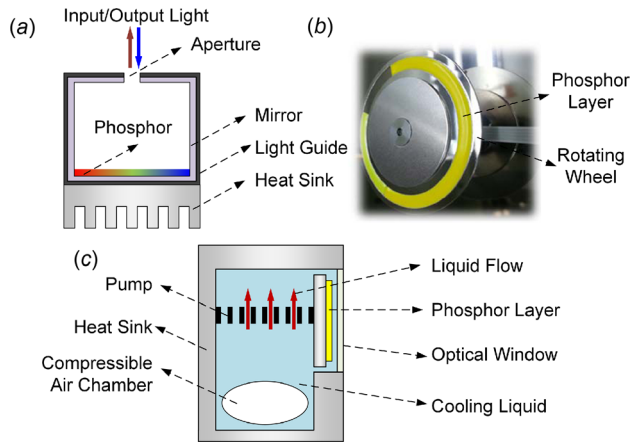 (a)
Input/Output Light
Aperture
Phosphor
Mirror
Light Guide
Heat Sink
(b)
Phosphor
Layer
Rotating
Wheel
(c)
Pump
Heat Sink
Compressible
Air Chamber
Liquid Flow
Phosphor Layer
Optical Window
Cooling Liquid